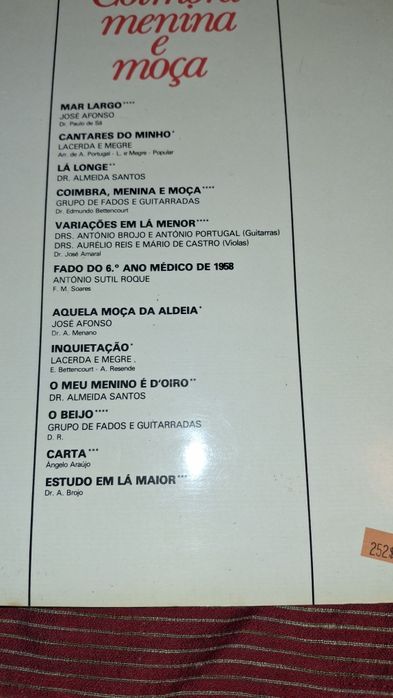 Coimbra
menina
e
moça
MAR LARGO****
JOSÉ AFONSO
Dr. Paulo de Sá
CANTARES DO MINHO*
LACERDA E MEGRE
Arr. de A. Portugal - L. e Megre - Popular
LÁ LONGE**
DR. ALMEIDA SANTOS
COIMBRA, MENINA E MOÇA****
GRUPO DE FADOS E GUITARRADAS
Dr. Edmundo Bettencourt
VARIAÇÕES EM LÁ MENOR****
DRS. ANTÓNIO BROJO E ANTÓNIO PORTUGAL (Guitarras)
DRS. AURÉLIO REIS E MÁRIO DE CASTRO (Violas)
Dr. José Amaral
FADO DO 6.º ANO MÉDICO DE 1958
ANTÓNIO SUTIL ROQUE
F. M. Soares
AQUELA MOÇA DA ALDEIA*
JOSÉ AFONSO
Dr. A. Menano
INQUIETAÇÃO*
LACERDA E MEGRE
E. Bettencourt - A. Resende
O MEU MENINO É D'OIRO**
DR. ALMEIDA SANTOS
O BEIJO****
GRUPO DE FADOS E GUITARRADAS
D. R.
CARTA***
Ângelo Araújo
ESTUDO EM LÁ MAIOR***
Dr. A. Brojo
252$